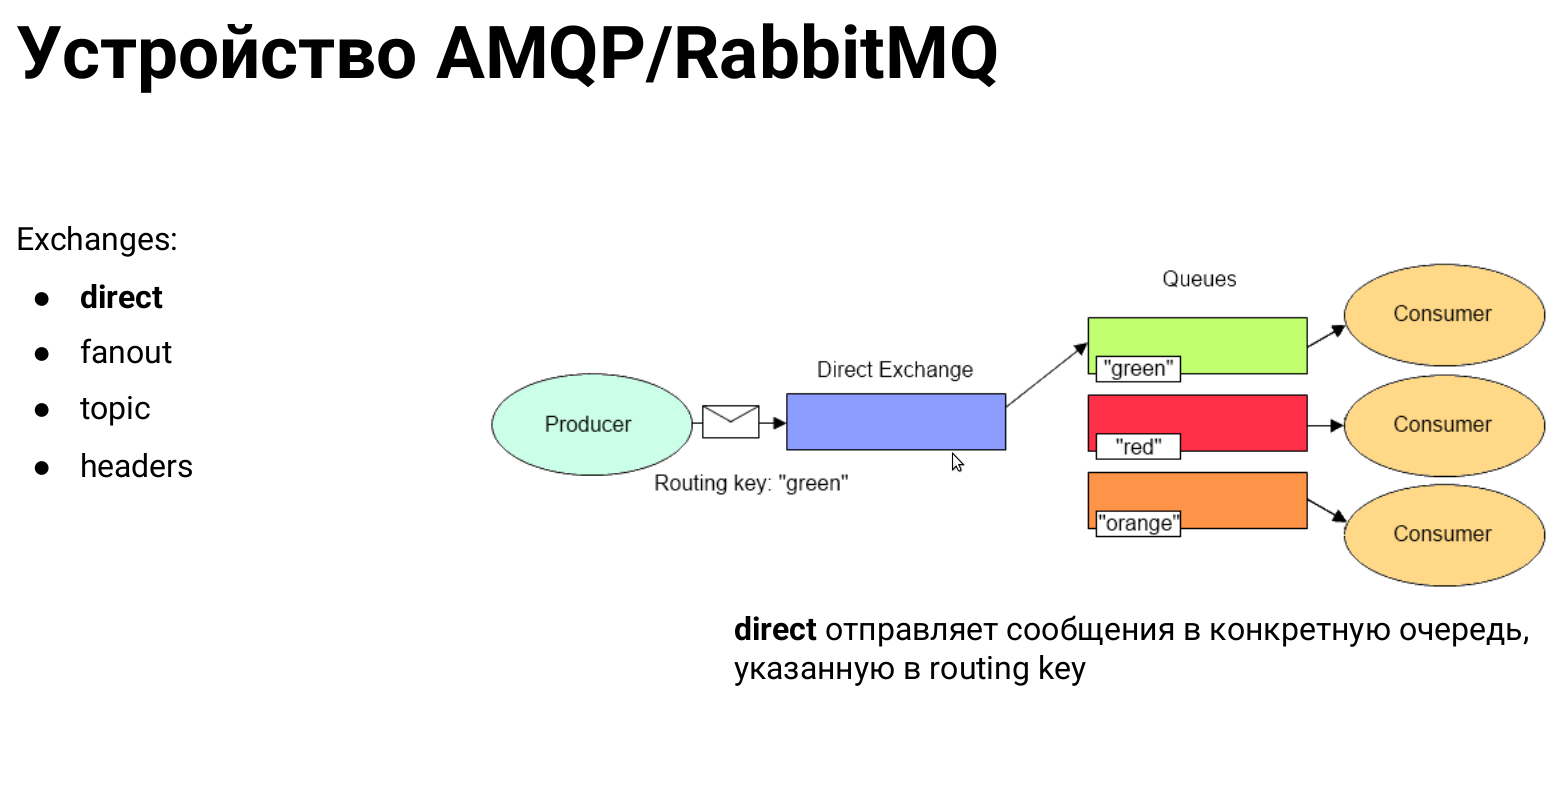 Устройство AMQP/RabbitMQ
Exchanges:
● direct
● fanout
● topic
● headers
Queues
Consumer
"green"
Direct Exchange
Producer
Routing key: "green"
"red"
Consumer
"orange"
Consumer
direct отправляет сообщения в конкретную очередь,
указанную в routing key